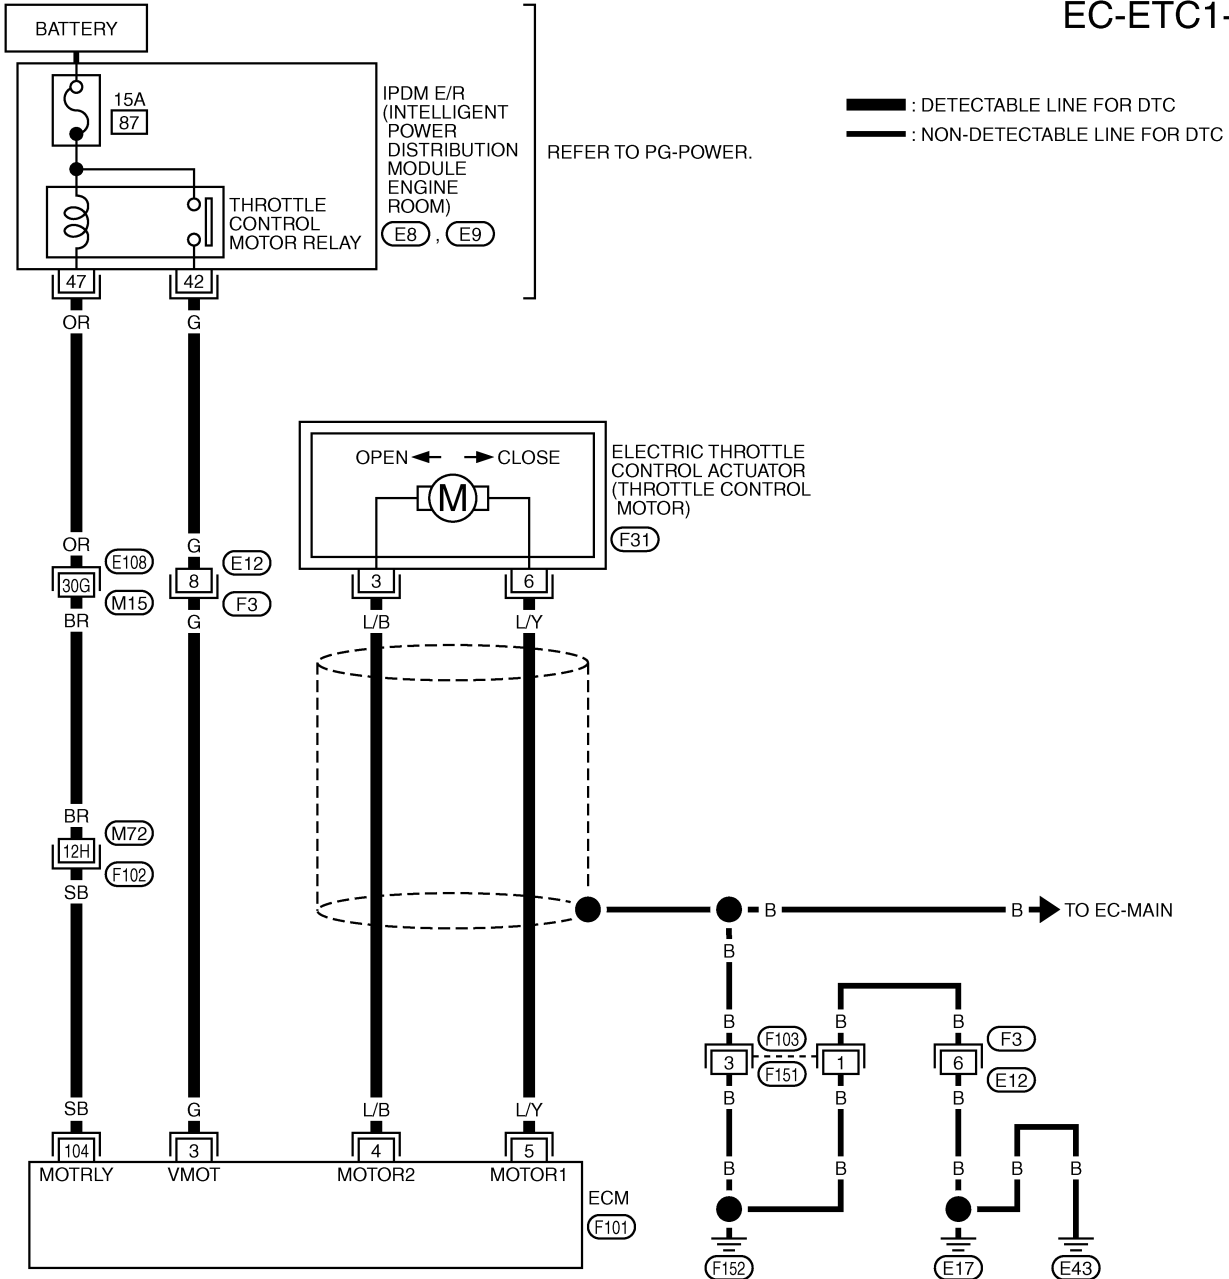 EC-ETC1-
BATTERY
15A
87
IPDM E/R
(INTELLIGENT
POWER
DISTRIBUTION
MODULE
ENGINE
ROOM)
E8 , E9
REFER TO PG-POWER.
: DETECTABLE LINE FOR DTC
: NON-DETECTABLE LINE FOR DTC
THROTTLE
CONTROL
MOTOR RELAY
47 42
OR G
OPEN CLOSE
M
ELECTRIC THROTTLE
CONTROL ACTUATOR
(THROTTLE CONTROL
MOTOR)
F31
OR G
E108 E12
30G 8 3 6
M15 F3
BR G L/B L/Y
BR
M72
12H
F102
SB
B B TO EC-MAIN
B
B B B
F103 F3
3 1 6
F151 E12
B B B
SB G L/B L/Y
104 3 4 5
MOTRLY VMOT MOTOR2 MOTOR1
B B B B B
ECM
F101
F152 E17 E43